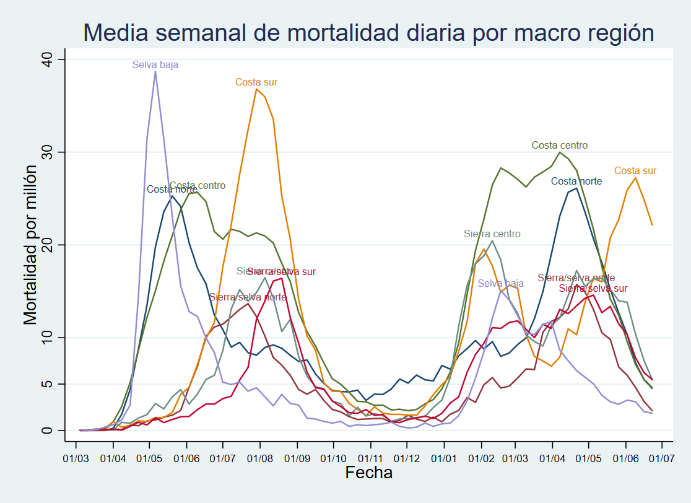 Media semanal de mortalidad diaria por macro región
Mortalidad por millón
40
30
20
10
5
0
Selva baja
Costa sur
Costa norte
Costa centro
Sierra centro
Sierra/selva sur
Sierra/selva norte
Costa centro
Costa sur
Costa norte
Sierra centro
Selva baja
Sierra/selva norte
Sierra/selva sur
01/03 01/04 01/05 01/06 01/07 01/08 01/09 01/10 01/11 01/12 01/01 01/02 01/03 01/04 01/05 01/06 01/07
Fecha